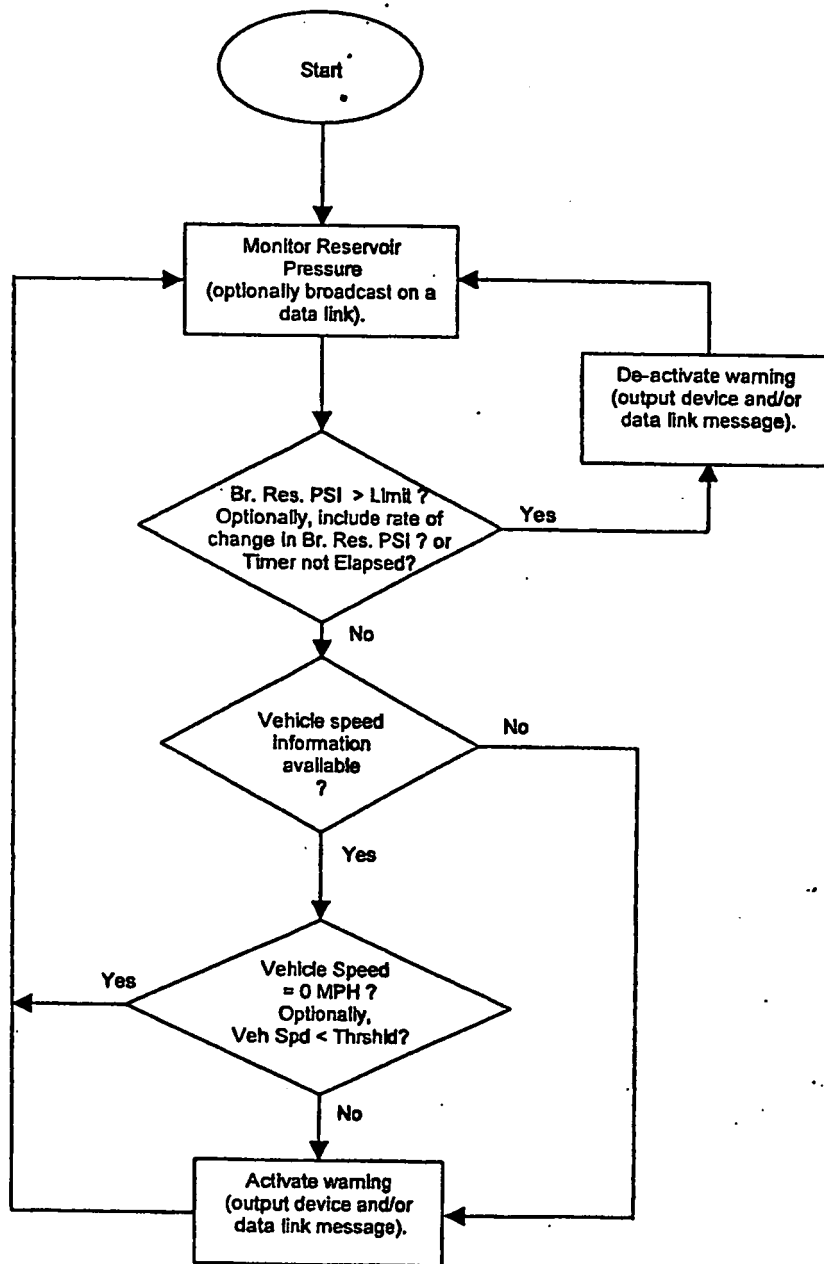 Start
Monitor Reservoir
Pressure
(optionally broadcast on a
data link).
De-activate warning
(output device and/or
data link message).
Br. Res. PSI > Limit ?
Optionally, include rate of
change in Br. Res. PSI ? or
Timer not Elapsed?
Yes
No
Vehicle speed
information
available
?
No
Yes
Vehicle Speed
= 0 MPH ?
Optionally,
Veh Spd < Thrshld?
Yes
No
Activate warning
(output device and/or
data link message).